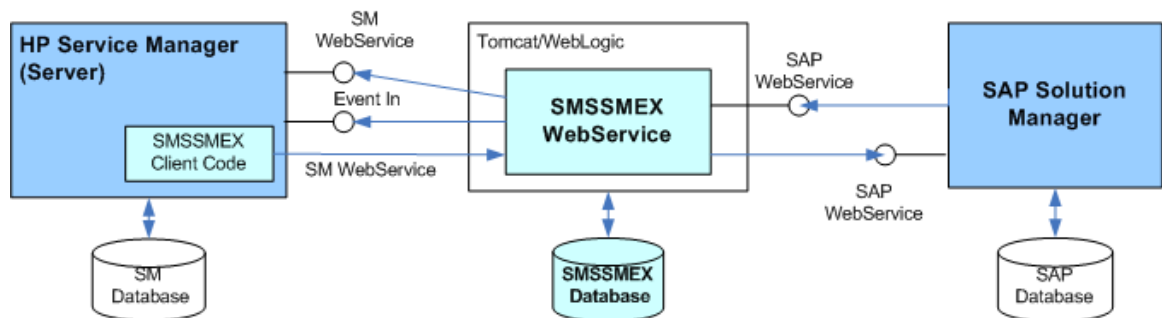 HP Service Manager
(Server)
SMSSMEX
Client Code
SM
WebService
Event In
SM WebService
Tomcat/WebLogic
SMSSMEX
WebService
SAP
WebService
SAP
WebService
SAP Solution
Manager
SM
Database
SMSSMEX
Database
SAP
Database